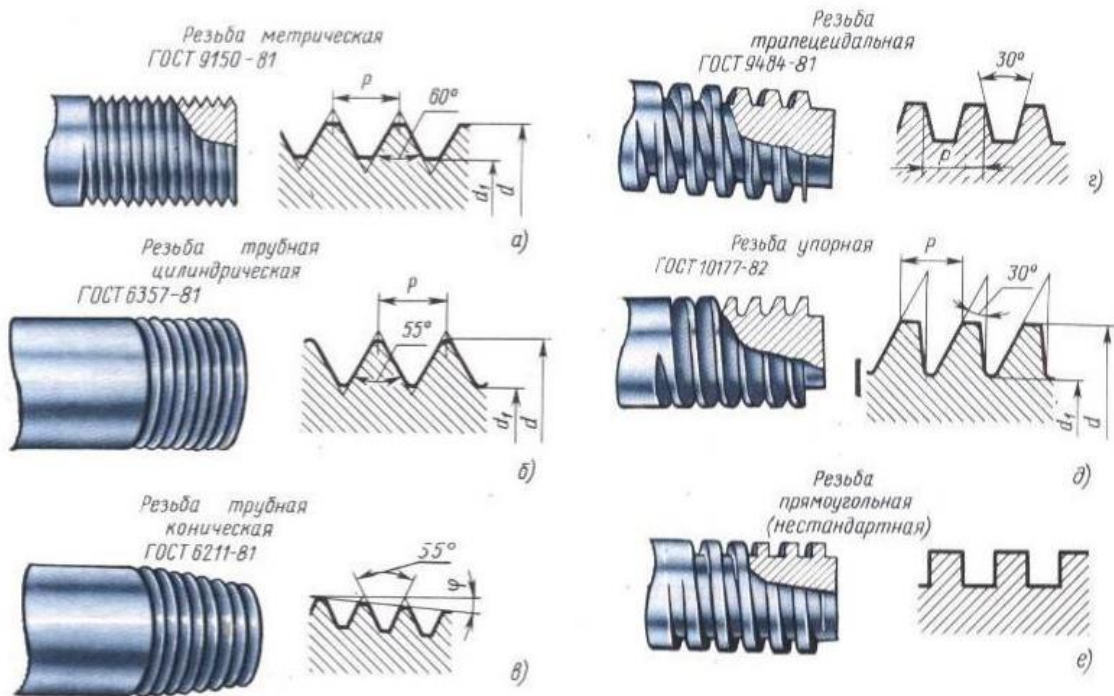 Резьба метрическая
ГОСТ 9150-81
P
60°
d₁
d
а)
Резьба трубная
цилиндрическая
ГОСТ 6357-81
P
55°
d₁
d
б)
Резьба трубная
коническая
ГОСТ 6211-81
55°
φ
в)
Резьба
трапецеидальная
ГОСТ 9484-81
30°
P
г)
Резьба упорная
ГОСТ 10177-82
P
30°
d₁
d
д)
Резьба
прямоугольная
(нестандартная)
е)